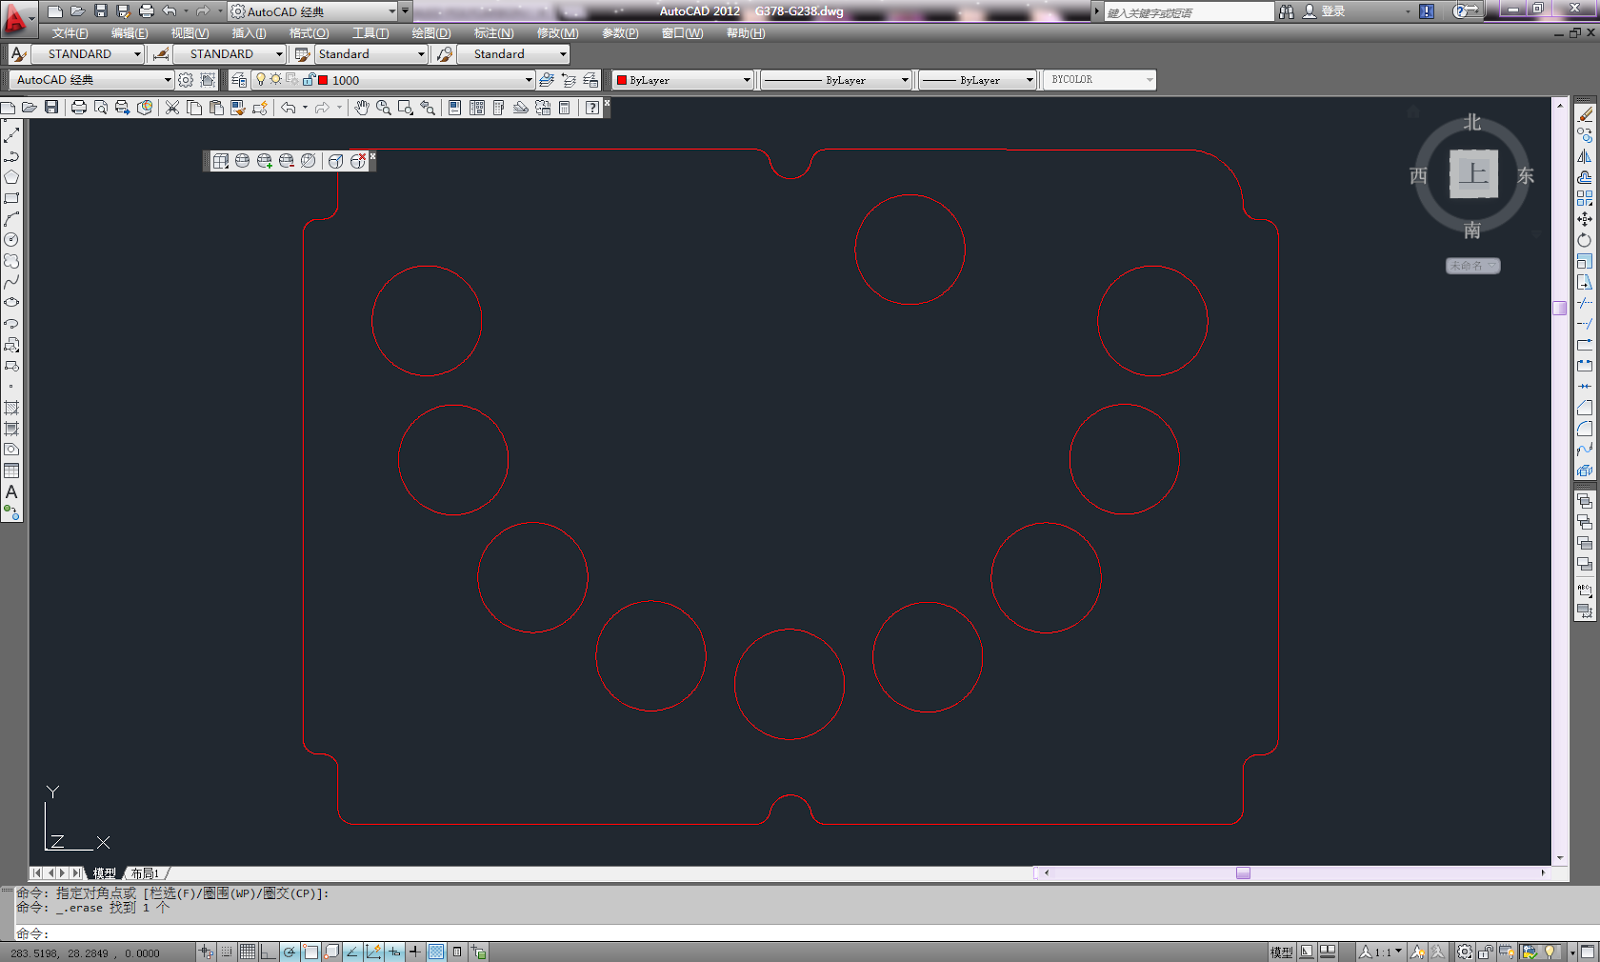 AutoCAD 经典
AutoCAD 2012 G378-G238.dwg
键入关键字或短语
登录
文件(F) 编辑(E) 视图(V) 插入(I) 格式(O) 工具(T) 绘图(D) 标注(N) 修改(M) 参数(P) 窗口(W) 帮助(H)
STANDARD STANDARD Standard Standard
AutoCAD 经典 1000 ByLayer ByLayer ByLayer BYCOLOR
北
西 上 东
南
未命名
A
ABC
Y
Z X
模型 布局1
命令: 指定对角点或 [栏选(F)/圈围(WP)/圈交(CP)]:
命令: _.erase 找到 1 个
命令:
283.5198, 28.2849 , 0.0000 模型 1:1